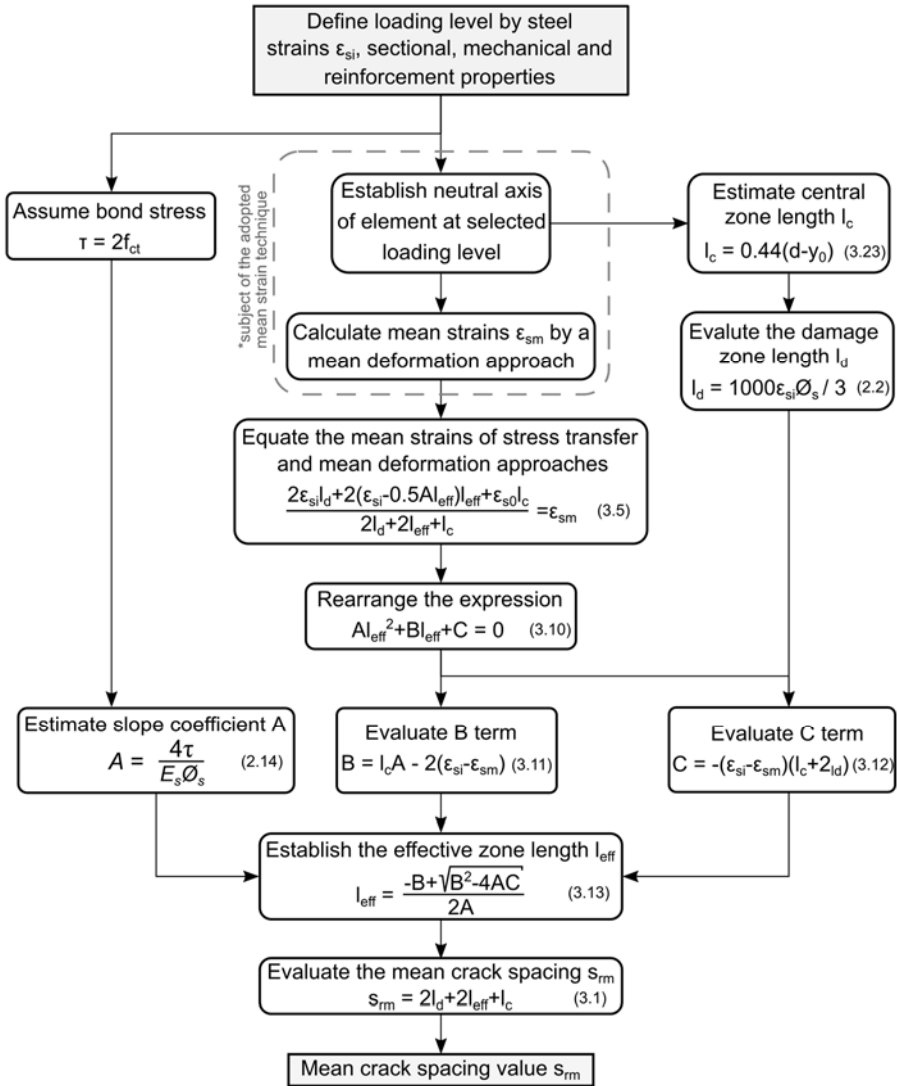 Define loading level by steel
strains εsi, sectional, mechanical and
reinforcement properties
Assume bond stress
τ = 2fct
*subject of the adopted
mean strain technique
Establish neutral axis
of element at selected
loading level
Estimate central
zone length lc
lc = 0.44(d-y0) (3.23)
Calculate mean strains εsm by a
mean deformation approach
Evalute the damage
zone length ld
ld = 1000εsiØs / 3 (2.2)
Equate the mean strains of stress transfer
and mean deformation approaches
2εsild+2(εsi-0.5Aleff)leff+εs0lc
2ld+2leff+lc
=εsm (3.5)
Rearrange the expression
Aleff²+Bleff+C = 0 (3.10)
Estimate slope coefficient A
A = 4τ / EsØs (2.14)
Evaluate B term
B = lcA - 2(εsi-εsm) (3.11)
Evaluate C term
C = -(εsi-εsm)(lc+2ld) (3.12)
Establish the effective zone length leff
leff = -B+√B²-4AC / 2A (3.13)
Evaluate the mean crack spacing srm
srm = 2ld+2leff+lc (3.1)
Mean crack spacing value srm